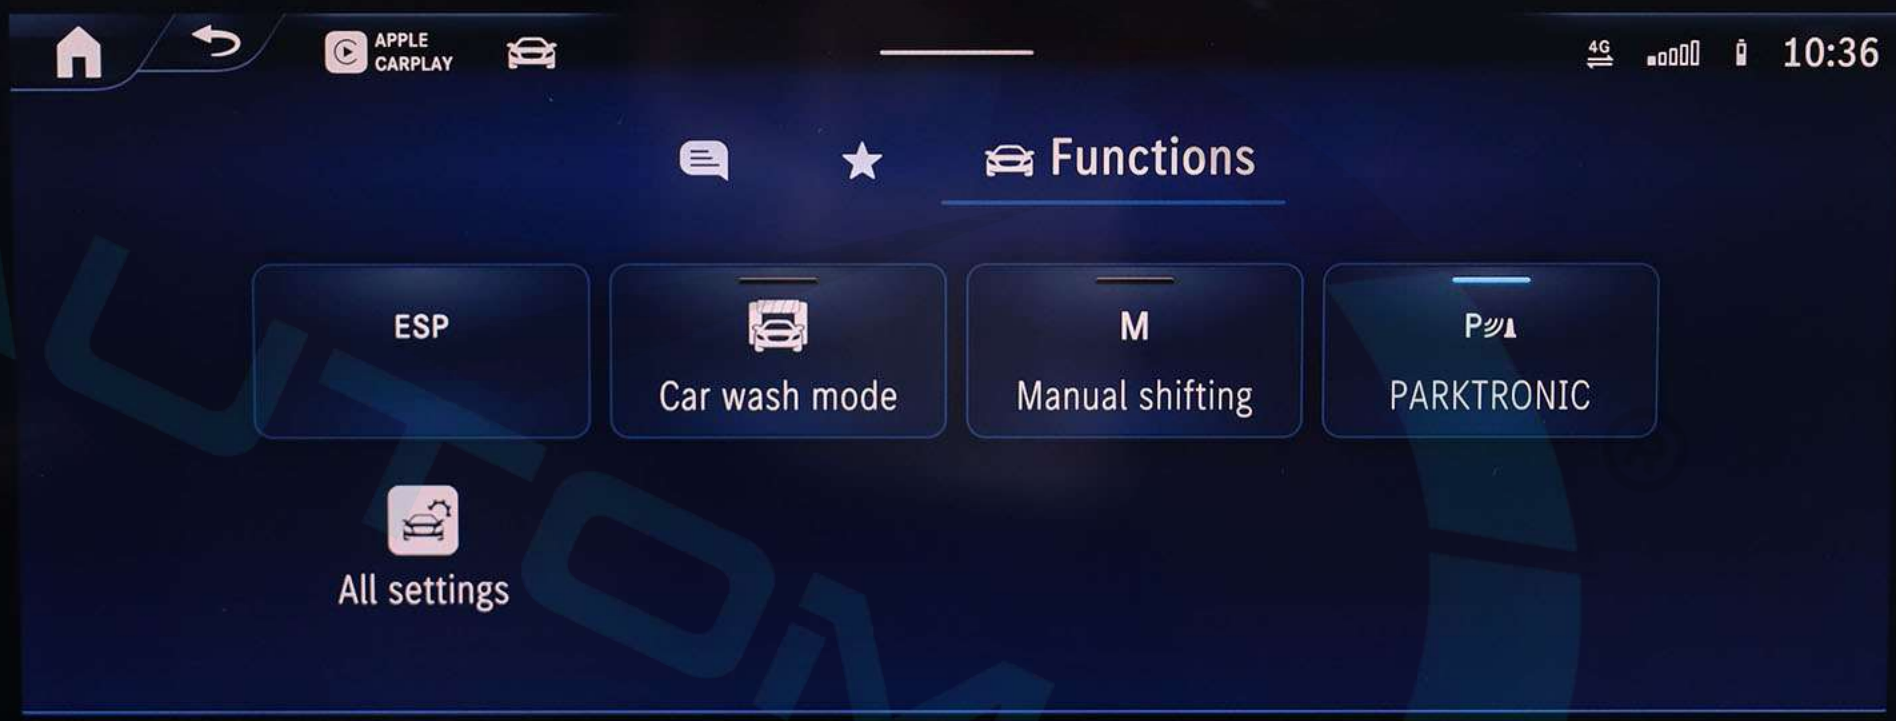 APPLE
CARPLAY
4G
10:36
Functions
ESP
Car wash mode
M
Manual shifting
P
PARKTRONIC
All settings